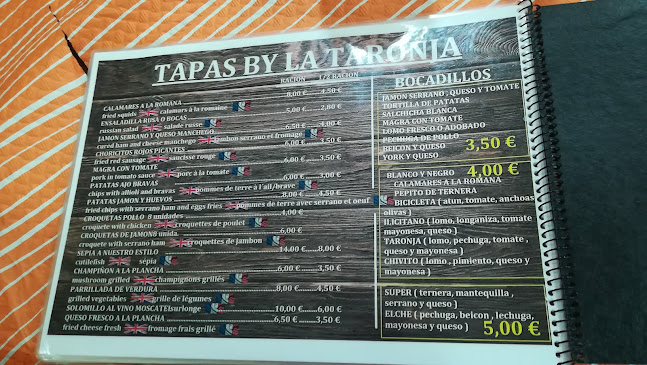 TAPAS BY LA TARONJA
RACION 1/2 RACION
CALAMARES A LA ROMANA 8,00 € 4,50 €
fried squids calamars à la romaine
ENSALADILLA RUSA O BOCAS 5,00 € 2,80 €
russian salad salade russe
JAMON SERRANO Y QUESO MANCHEGO 6,50 € 4,00 €
cured ham and cheese manchego jambon serrano et fromage
CHORICITOS ROJOS PICANTES 6,00 € 3,50 €
fried red sausage saucisse rouge
MAGRA CON TOMATE 6,00 € 3,50 €
pork in tomato sauce porc à la tomate
PATATAS AJO BRAVAS 6,00 € 3,00 €
chips with allioli and bravas pommes de terre à l'ail/brave
PATATAS JAMON Y HUEVOS 8,00 €
fried chips with serrano ham and eggs fries pommes de terre avec serrano et oeuf
CROQUETAS POLLO 8 unidades 4,00 €
croquete with chicken croquettes de poulet
CROQUETAS DE JAMON8 unida. 6,00 €
croquete with serrano ham croquettes de jambon
SEPIA A NUESTRO ESTILO 14,00 € 8,00 €
cutlefish sépia
CHAMPIÑON A LA PLANCHA 6,00 € 3,50 €
mushroom grilled champignons grillés
PARRILLADA DE VERDURA 8,00 € 4,50 €
grilled vegetables grille de légumes
SOLOMILLO AL VINO MOSCATElsurlonge 10,00 € 6,00 €
QUESO FRESCO A LA PLANCHA 6,50 € 3,50 €
fried cheese fresh fromage frais grillé
BOCADILLOS
JAMON SERRANO , QUESO Y TOMATE
TORTILLA DE PATATAS
SALCHICHA BLANCA
MAGRA CON TOMATE
LOMO FRESCO O ADOBADO
PECHUGA DE POLLO
BEICON Y QUESO
YORK Y QUESO
3,50 €
BLANCO Y NEGRO 4,00 €
CALAMARES A LA ROMANA
PEPITO DE TERNERA
BICICLETA ( atun, tomate, anchoas
olivas )
ILICITANO ( lomo, longaniza, tomate
mayonesa, queso )
TARONJA ( lomo, pechuga, tomate ,
queso y mayonesa )
CHIVITO ( lomo , pimiento, queso y
mayonesa )
SUPER ( ternera, mantequilla ,
serrano y queso )
ELCHE ( pechuga, beicon , lechuga,
mayonesa y queso ) 5,00 €